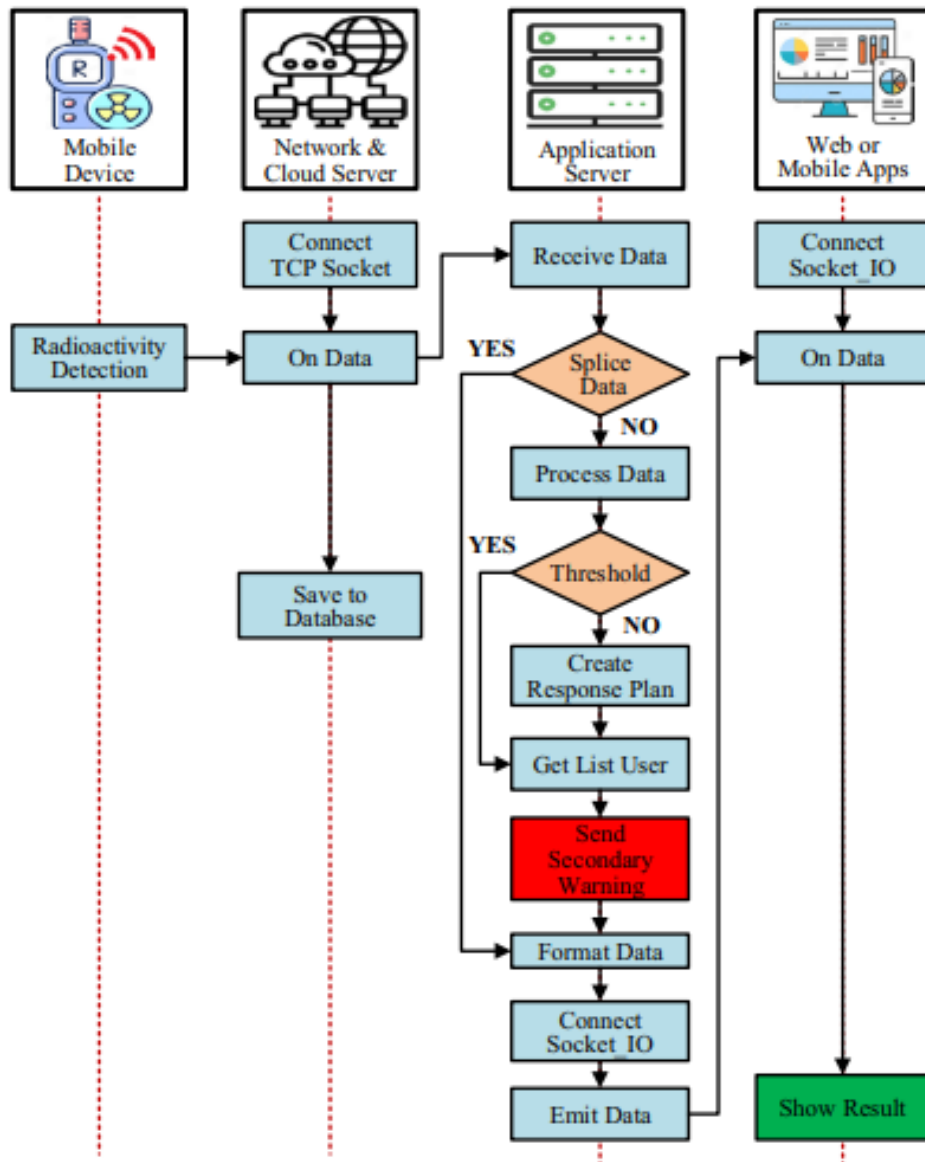 R
Mobile
Device
Network &
Cloud Server
Application
Server
Web or
Mobile Apps
Connect
TCP Socket
Receive Data
Connect
Socket_IO
Radioactivity
Detection
On Data
YES
Splice
Data
On Data
NO
Process Data
YES
Threshold
Save to
Database
NO
Create
Response Plan
Get List User
Send
Secondary
Warning
Format Data
Connect
Socket_IO
Emit Data
Show Result